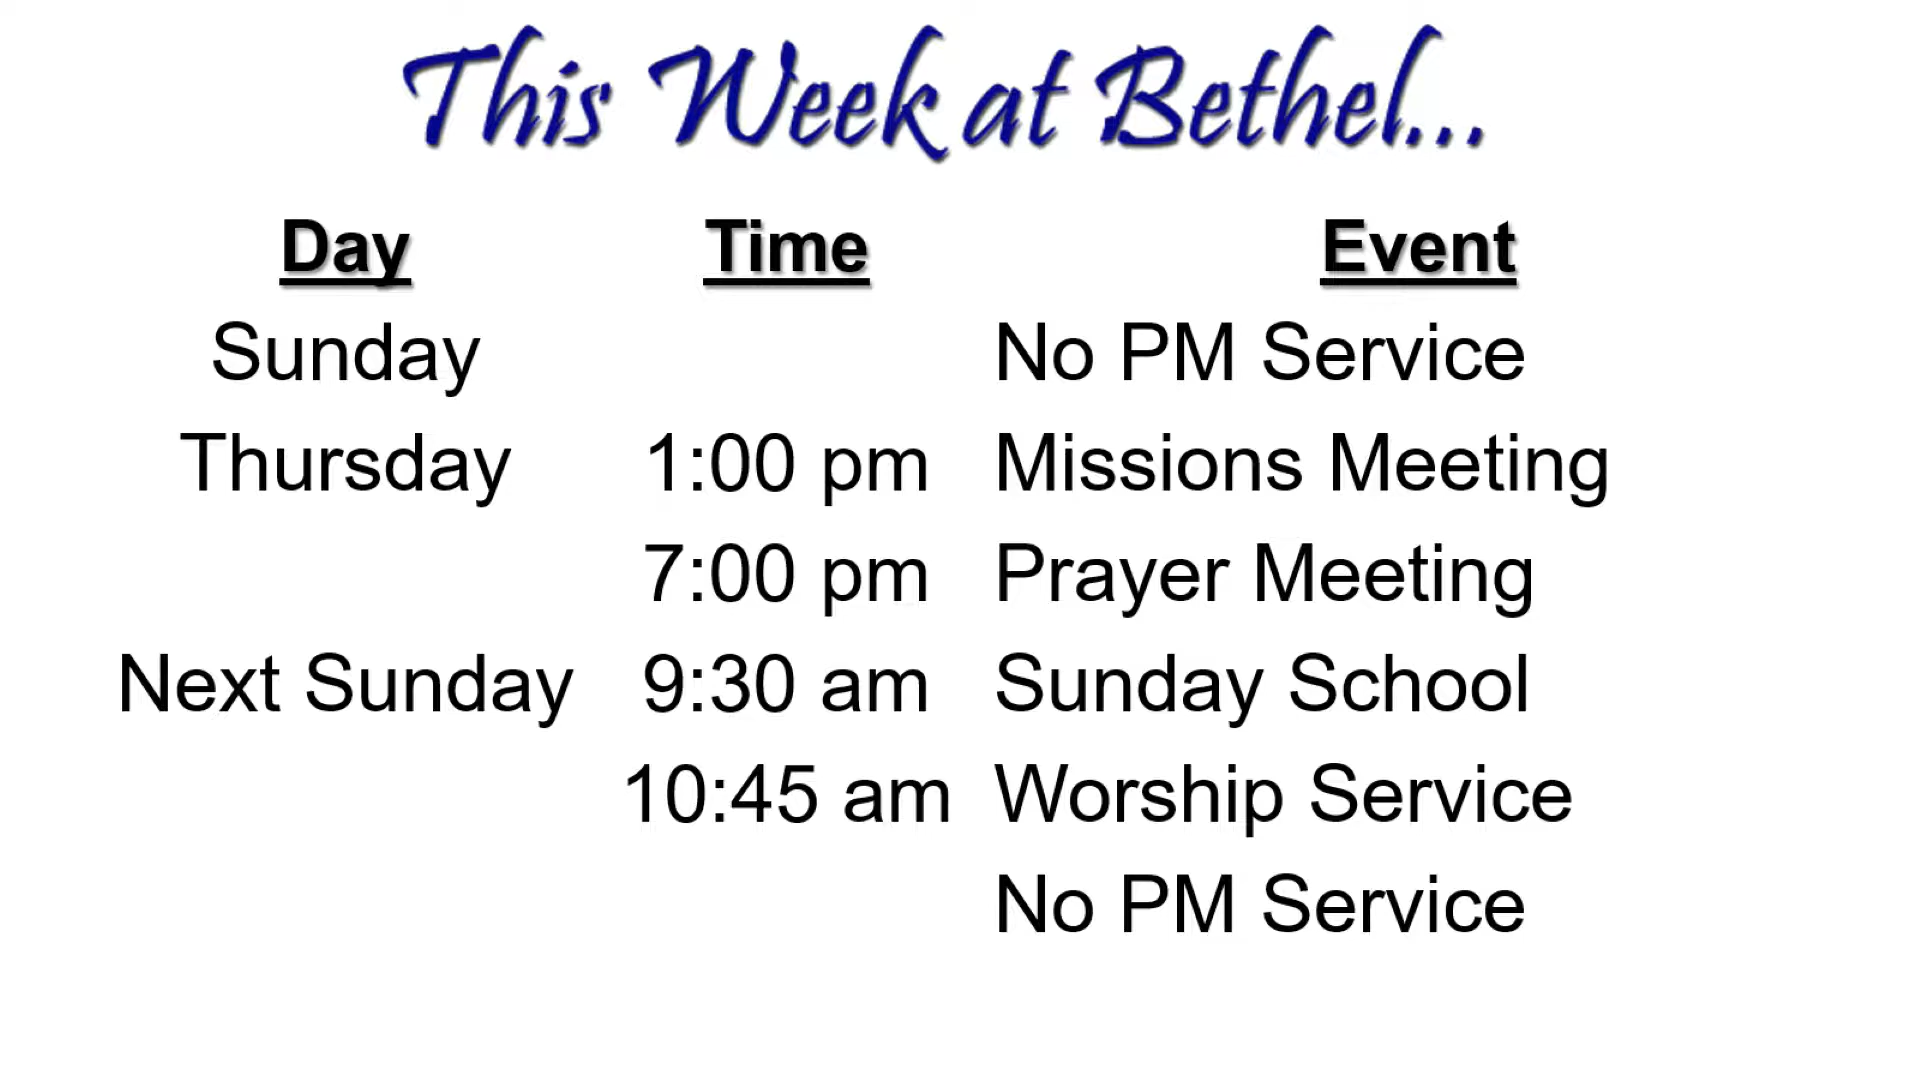 This Week at Bethel...
Day Time Event
Sunday No PM Service
Thursday 1:00 pm Missions Meeting
7:00 pm Prayer Meeting
Next Sunday 9:30 am Sunday School
10:45 am Worship Service
No PM Service